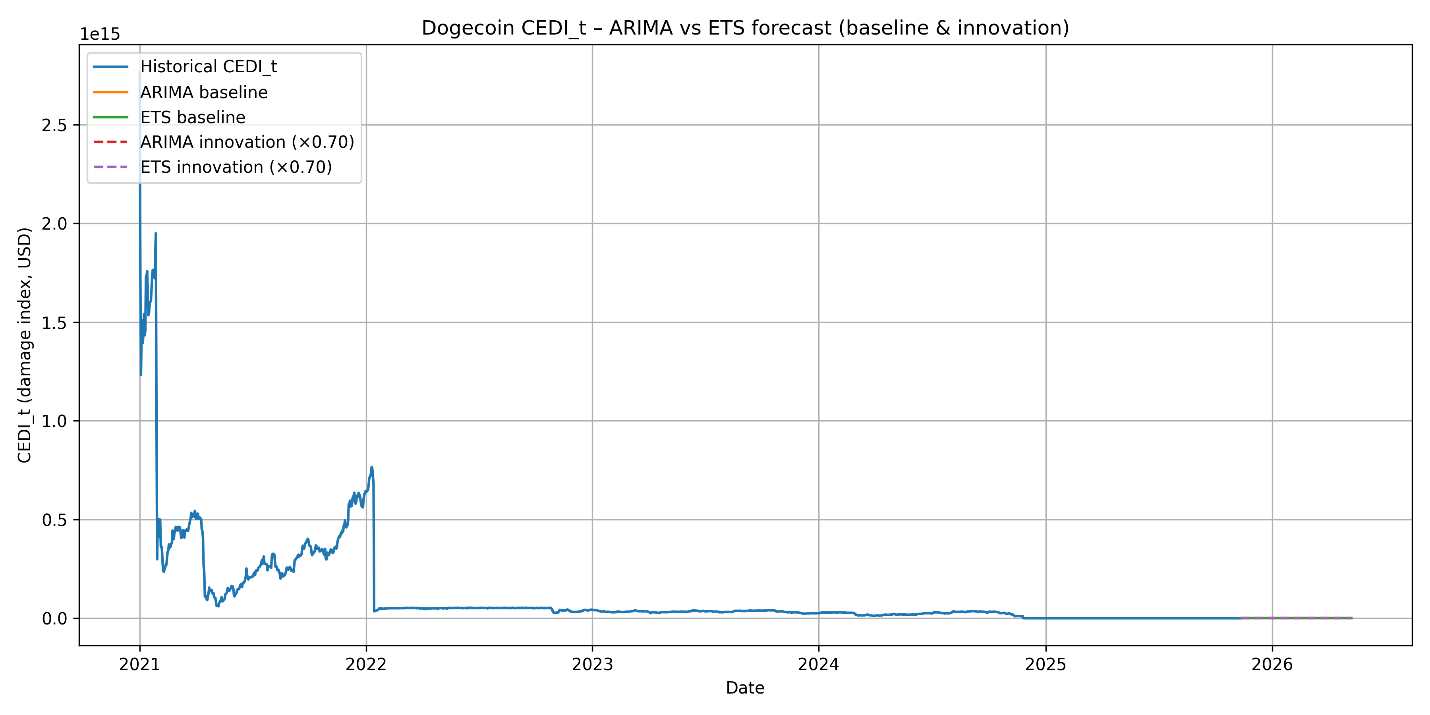 Dogecoin CEDI_t – ARIMA vs ETS forecast (baseline & innovation)
1e15
Historical CEDI_t
ARIMA baseline
ETS baseline
ARIMA innovation (×0.70)
ETS innovation (×0.70)
2.5
2.0
1.5
1.0
0.5
0.0
CEDI_t (damage index, USD)
2021 2022 2023 2024 2025 2026
Date